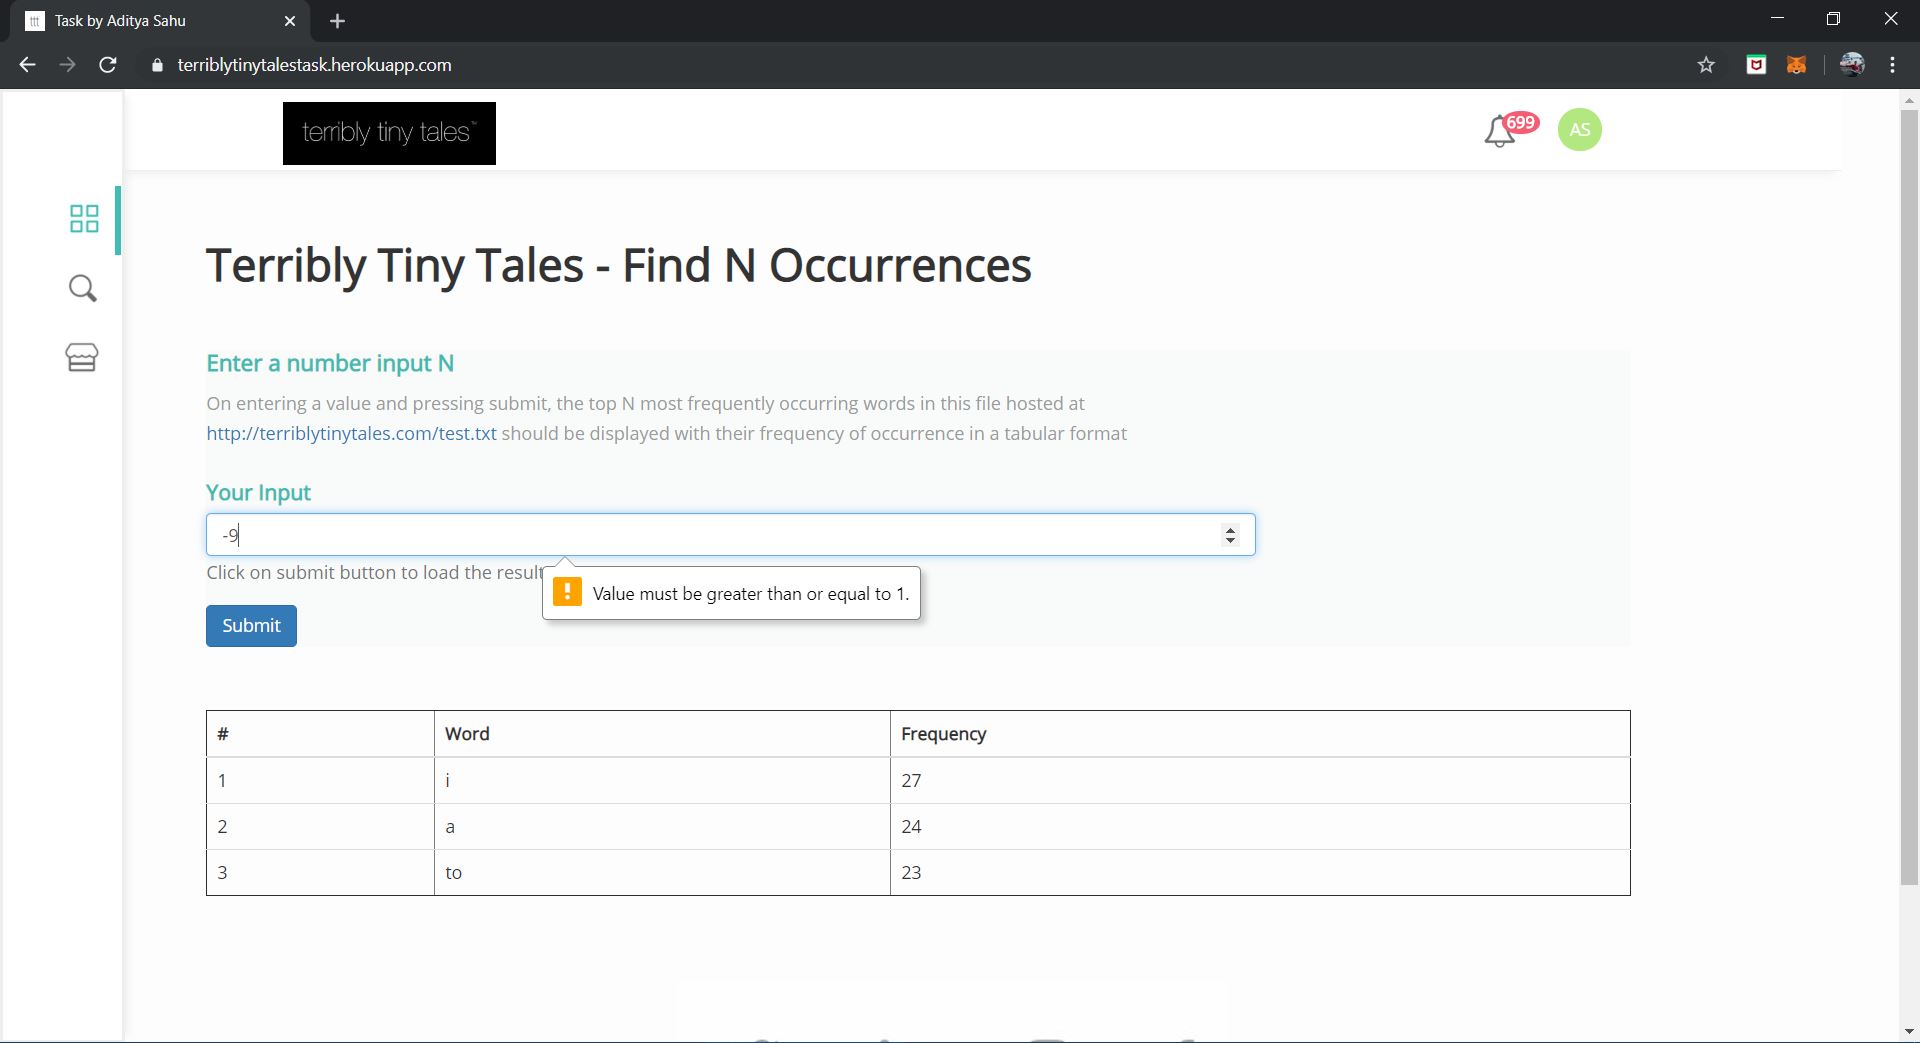 ttt Task by Aditya Sahu
terriblytinytalestask.herokuapp.com
terribly tiny tales™
699
AS
Terribly Tiny Tales - Find N Occurrences
Enter a number input N
On entering a value and pressing submit, the top N most frequently occurring words in this file hosted at
http://terriblytinytales.com/test.txt should be displayed with their frequency of occurrence in a tabular format
Your Input
-9
Click on submit button to load the result
! Value must be greater than or equal to 1.
Submit
# Word Frequency
1 i 27
2 a 24
3 to 23